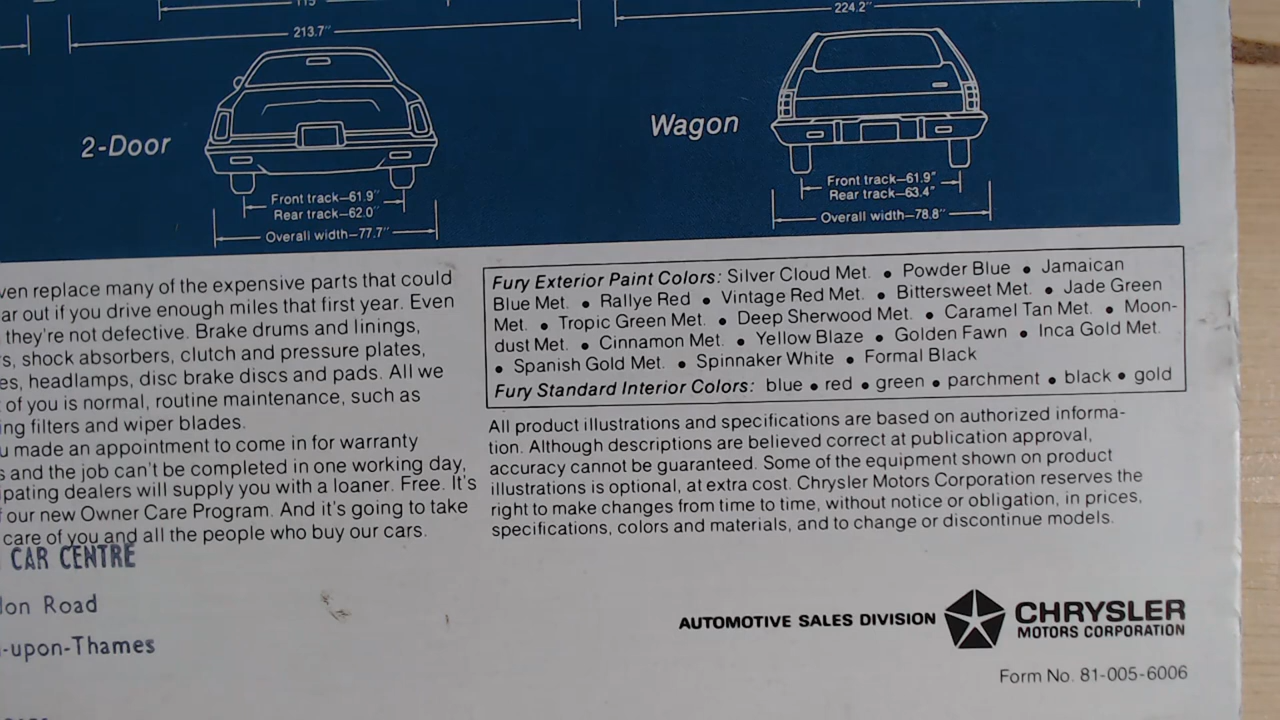 115"
213.7"
224.2"
2-Door
Wagon
Front track—61.9"
Rear track—62.0"
Overall width—77.7"
Front track—61.9"
Rear track—63.4"
Overall width—78.8"
ven replace many of the expensive parts that could
ar out if you drive enough miles that first year. Even
they're not defective. Brake drums and linings,
s, shock absorbers, clutch and pressure plates,
es, headlamps, disc brake discs and pads. All we
of you is normal, routine maintenance, such as
ing filters and wiper blades.
u made an appointment to come in for warranty
s and the job can't be completed in one working day,
ipating dealers will supply you with a loaner. Free. It's
f our new Owner Care Program. And it's going to take
care of you and all the people who buy our cars.
CAR CENTRE
don Road
-upon-Thames
Fury Exterior Paint Colors: Silver Cloud Met. • Powder Blue • Jamaican
Blue Met. • Rallye Red • Vintage Red Met. • Bittersweet Met. • Jade Green
Met. • Tropic Green Met. • Deep Sherwood Met. • Caramel Tan Met. • Moon-
dust Met. • Cinnamon Met. • Yellow Blaze • Golden Fawn • Inca Gold Met.
• Spanish Gold Met. • Spinnaker White • Formal Black
Fury Standard Interior Colors: blue • red • green • parchment • black • gold
All product illustrations and specifications are based on authorized informa-
tion. Although descriptions are believed correct at publication approval,
accuracy cannot be guaranteed. Some of the equipment shown on product
illustrations is optional, at extra cost. Chrysler Motors Corporation reserves the
right to make changes from time to time, without notice or obligation, in prices,
specifications, colors and materials, and to change or discontinue models.
AUTOMOTIVE SALES DIVISION
CHRYSLER
MOTORS CORPORATION
Form No. 81-005-6006